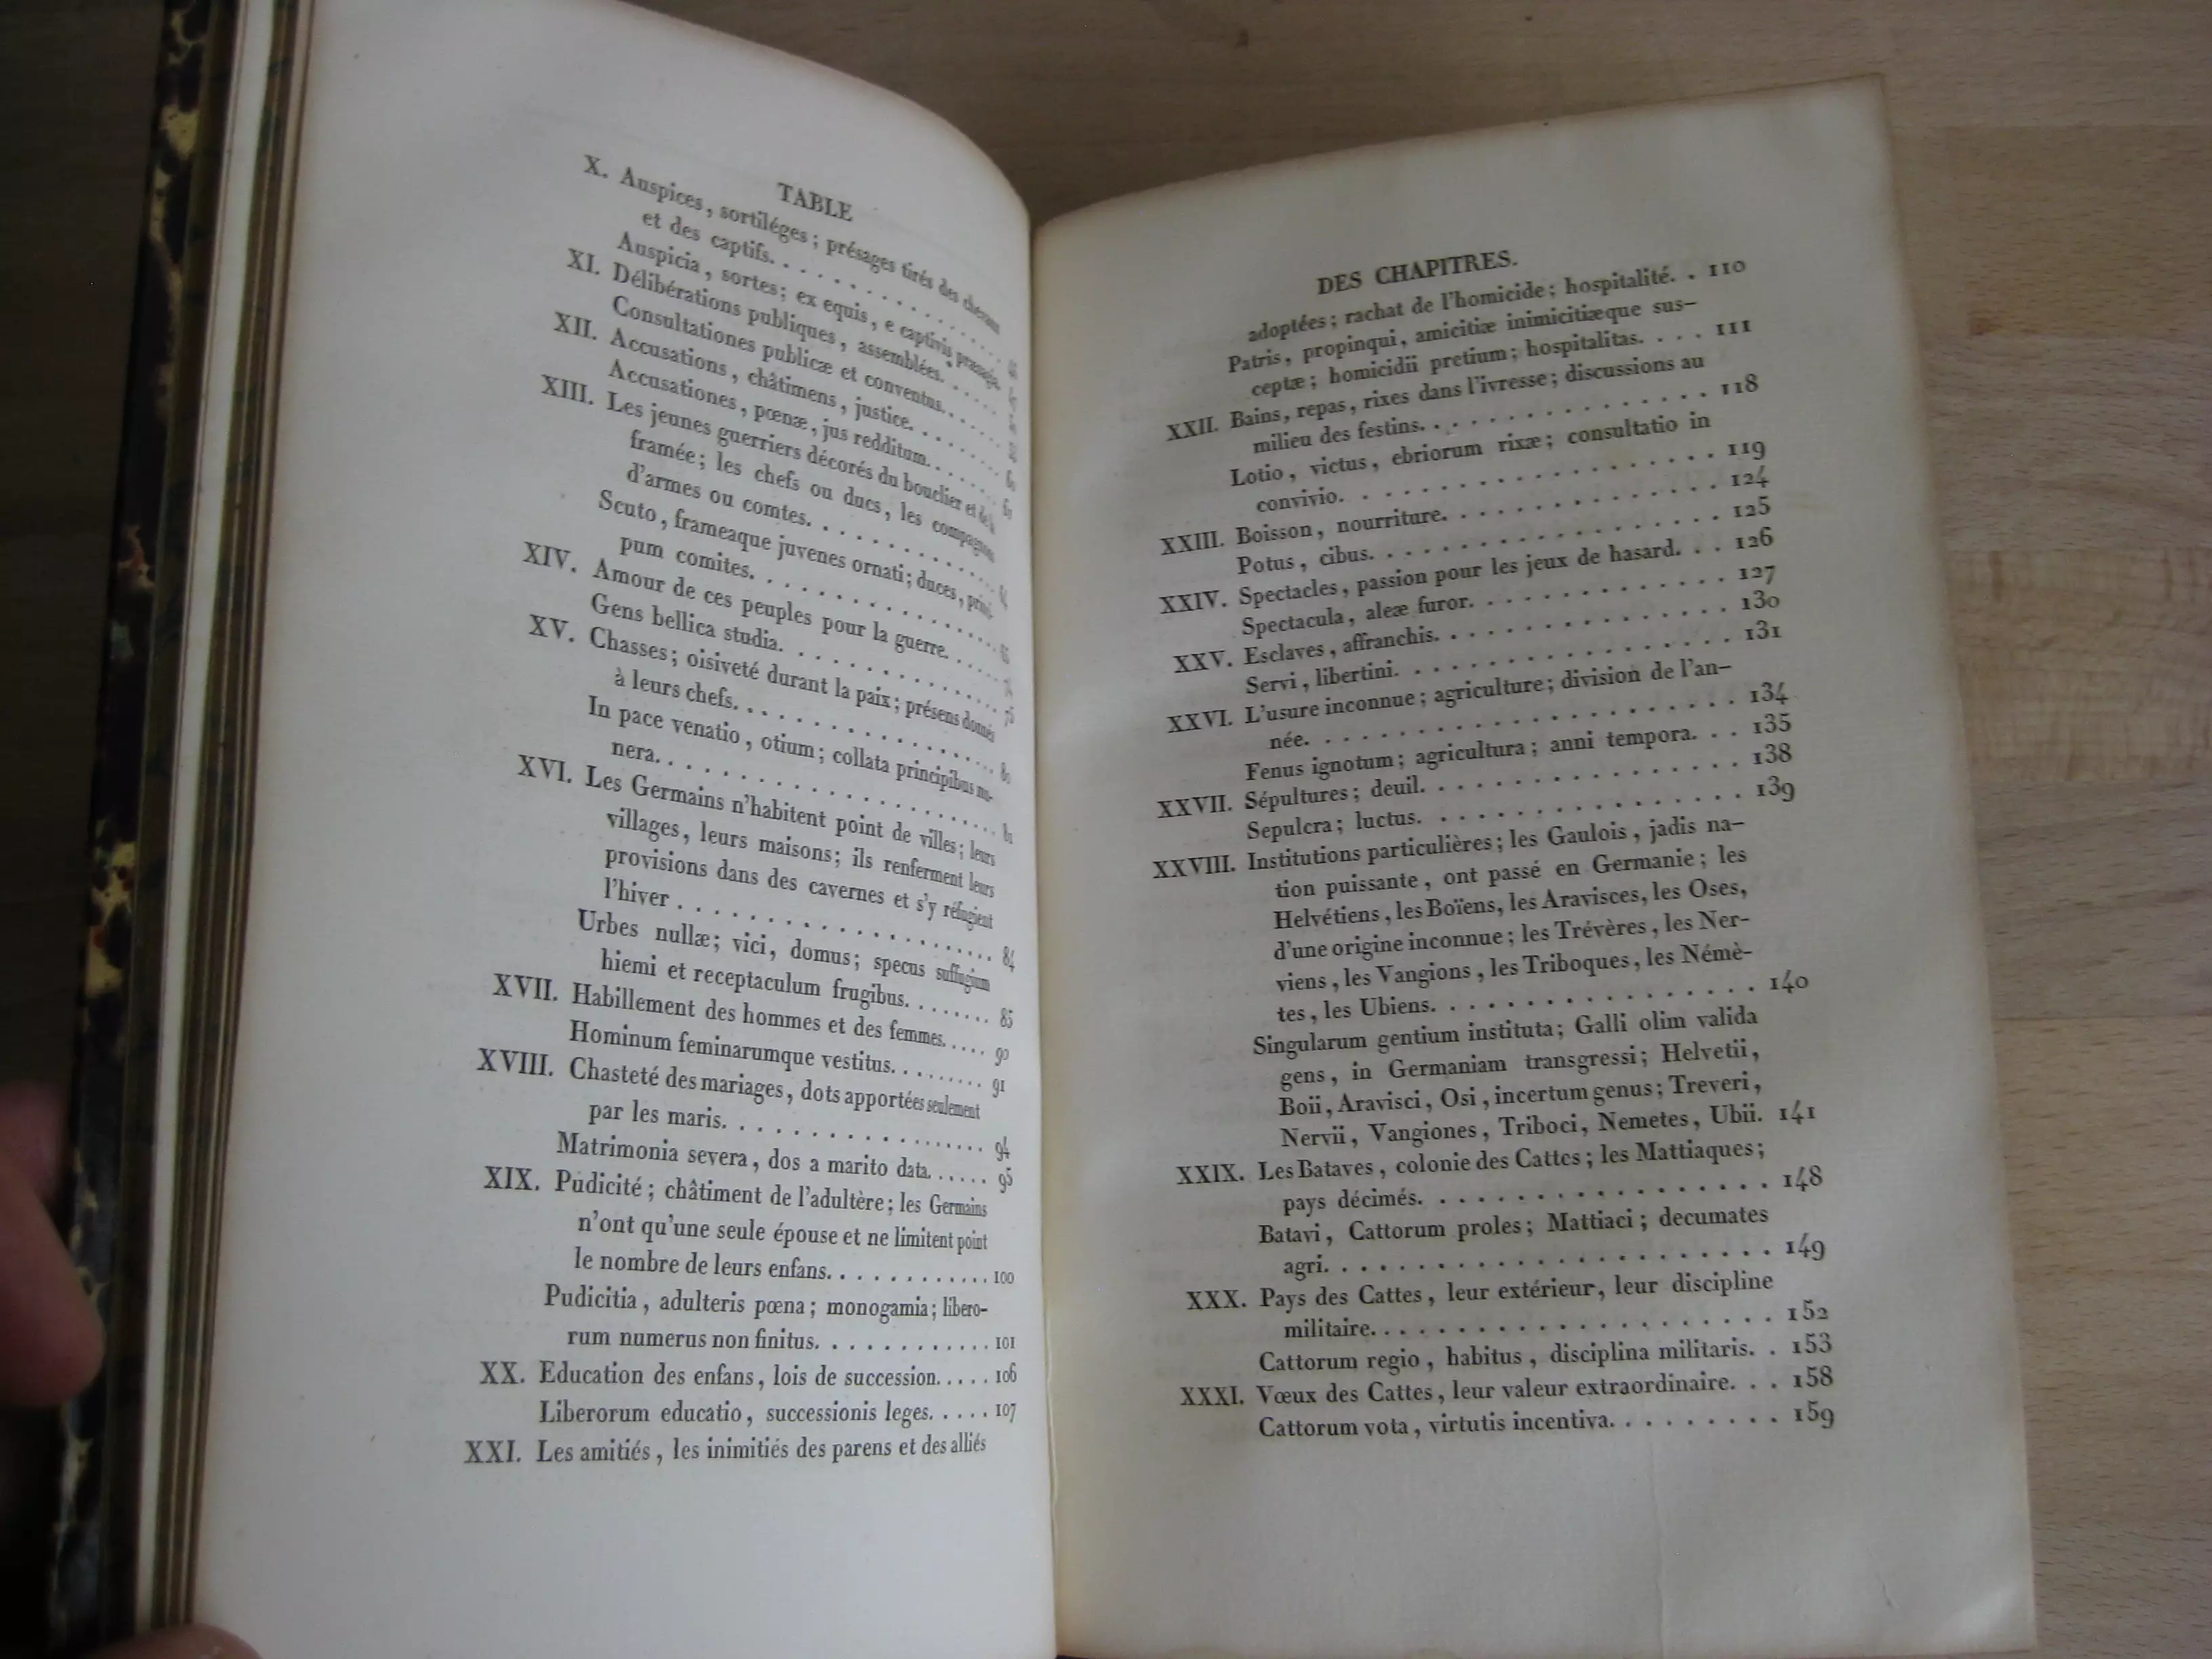 TABLE
X. Auspices, sortiléges; présages tirés des chevaux
et des captifs. . . . . . . . . . . . . .
Auspicia, sortes; ex equis, e captivis præsagia.
XI. Délibérations publiques, assemblées. . . . .
Consultationes publicæ et conventus. . . . .
XII. Accusations, châtimens, justice. . . . . . . 60
Accusationes, pœnæ, jus redditum. . . . . .
XIII. Les jeunes guerriers décorés du bouclier et de la
framée; les chefs ou ducs, les compagnons
d'armes ou comtes. . . . . . . . . . . . .
Scuto, frameaque juvenes ornati; duces, princi-
pum comites. . . . . . . . . . . . . . . .
XIV. Amour de ces peuples pour la guerre. . . . .
Gens bellica studia. . . . . . . . . . . . . 75
XV. Chasses; oisiveté durant la paix; présens donnés
à leurs chefs. . . . . . . . . . . . . . . . 80
In pace venatio, otium; collata principibus mu-
nera. . . . . . . . . . . . . . . . . . . . 81
XVI. Les Germains n'habitent point de villes; leurs
villages, leurs maisons; ils renferment leurs
provisions dans des cavernes et s'y réfugient
l'hiver . . . . . . . . . . . . . . . . . . 84
Urbes nullæ; vici, domus; specus suffugium
hiemi et receptaculum frugibus. . . . . . . . 85
XVII. Habillement des hommes et des femmes. . . . . 90
Hominum feminarumque vestitus. . . . . . . . . 91
XVIII. Chasteté des mariages, dots apportées seulement
par les maris. . . . . . . . . . . . . . . . . 94
Matrimonia severa, dos a marito data. . . . . . 95
XIX. Pudicité; châtiment de l'adultère; les Germains
n'ont qu'une seule épouse et ne limitent point
le nombre de leurs enfans. . . . . . . . . . . . 100
Pudicitia, adulteris pœna; monogamia; libero-
rum numerus non finitus. . . . . . . . . . . . 101
XX. Education des enfans, lois de succession. . . . . 106
Liberorum educatio, successionis leges. . . . . 107
XXI. Les amitiés, les inimitiés des parens et des alliés
DES CHAPITRES.
adoptées; rachat de l'homicide; hospitalité. . 110
Patris, propinqui, amicitiæ inimicitiæque sus-
ceptæ; homicidii pretium; hospitalitas. . . . 111
XXII. Bains, repas, rixes dans l'ivresse; discussions au
milieu des festins. . . . . . . . . . . . . . 118
Lotio, victus, ebriorum rixæ; consultatio in
convivio. . . . . . . . . . . . . . . . . . . 119
XXIII. Boisson, nourriture. . . . . . . . . . . . . . 124
Potus, cibus. . . . . . . . . . . . . . . . . 125
XXIV. Spectacles, passion pour les jeux de hasard. . . 126
Spectacula, aleæ furor. . . . . . . . . . . . . 127
XXV. Esclaves, affranchis. . . . . . . . . . . . . . . 130
Servi, libertini. . . . . . . . . . . . . . . . . 131
XXVI. L'usure inconnue; agriculture; division de l'an-
née. . . . . . . . . . . . . . . . . . . . . 134
Fenus ignotum; agricultura; anni tempora. . . 135
XXVII. Sépultures; deuil. . . . . . . . . . . . . . . . 138
Sepulcra; luctus. . . . . . . . . . . . . . . . 139
XXVIII. Institutions particulières; les Gaulois, jadis na-
tion puissante, ont passé en Germanie; les
Helvétiens, les Boïens, les Aravisces, les Oses,
d'une origine inconnue; les Trévères, les Ner-
viens, les Vangions, les Triboques, les Némè-
tes, les Ubiens. . . . . . . . . . . . . . . . 140
Singularum gentium instituta; Galli olim valida
gens, in Germaniam transgressi; Helvetii,
Boii, Aravisci, Osi, incertum genus; Treveri,
Nervii, Vangiones, Triboci, Nemetes, Ubii. 141
XXIX. Les Bataves, colonie des Cattes; les Mattiaques;
pays décimés. . . . . . . . . . . . . . . . . 148
Batavi, Cattorum proles; Mattiaci; decumates
agri. . . . . . . . . . . . . . . . . . . . . . 149
XXX. Pays des Cattes, leur extérieur, leur discipline
militaire. . . . . . . . . . . . . . . . . . . . 152
Cattorum regio, habitus, disciplina militaris. . 153
XXXI. Vœux des Cattes, leur valeur extraordinaire. . . 158
Cattorum vota, virtutis incentiva. . . . . . . . . 159